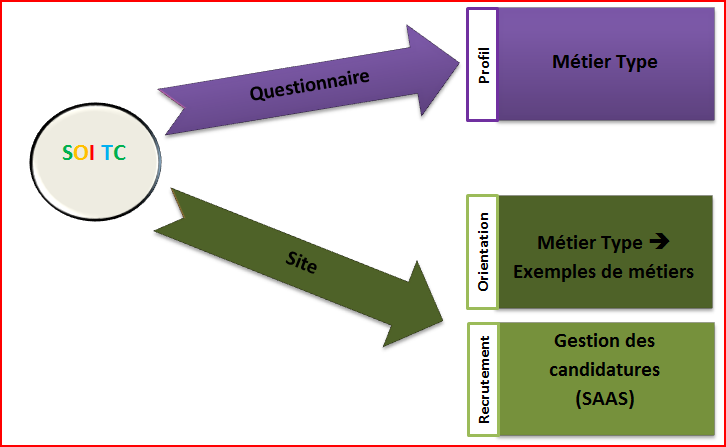 SOI TC
Questionnaire
Profil
Métier Type
Site
Orientation
Métier Type ➔
Exemples de métiers
Recrutement
Gestion des
candidatures
(SAAS)